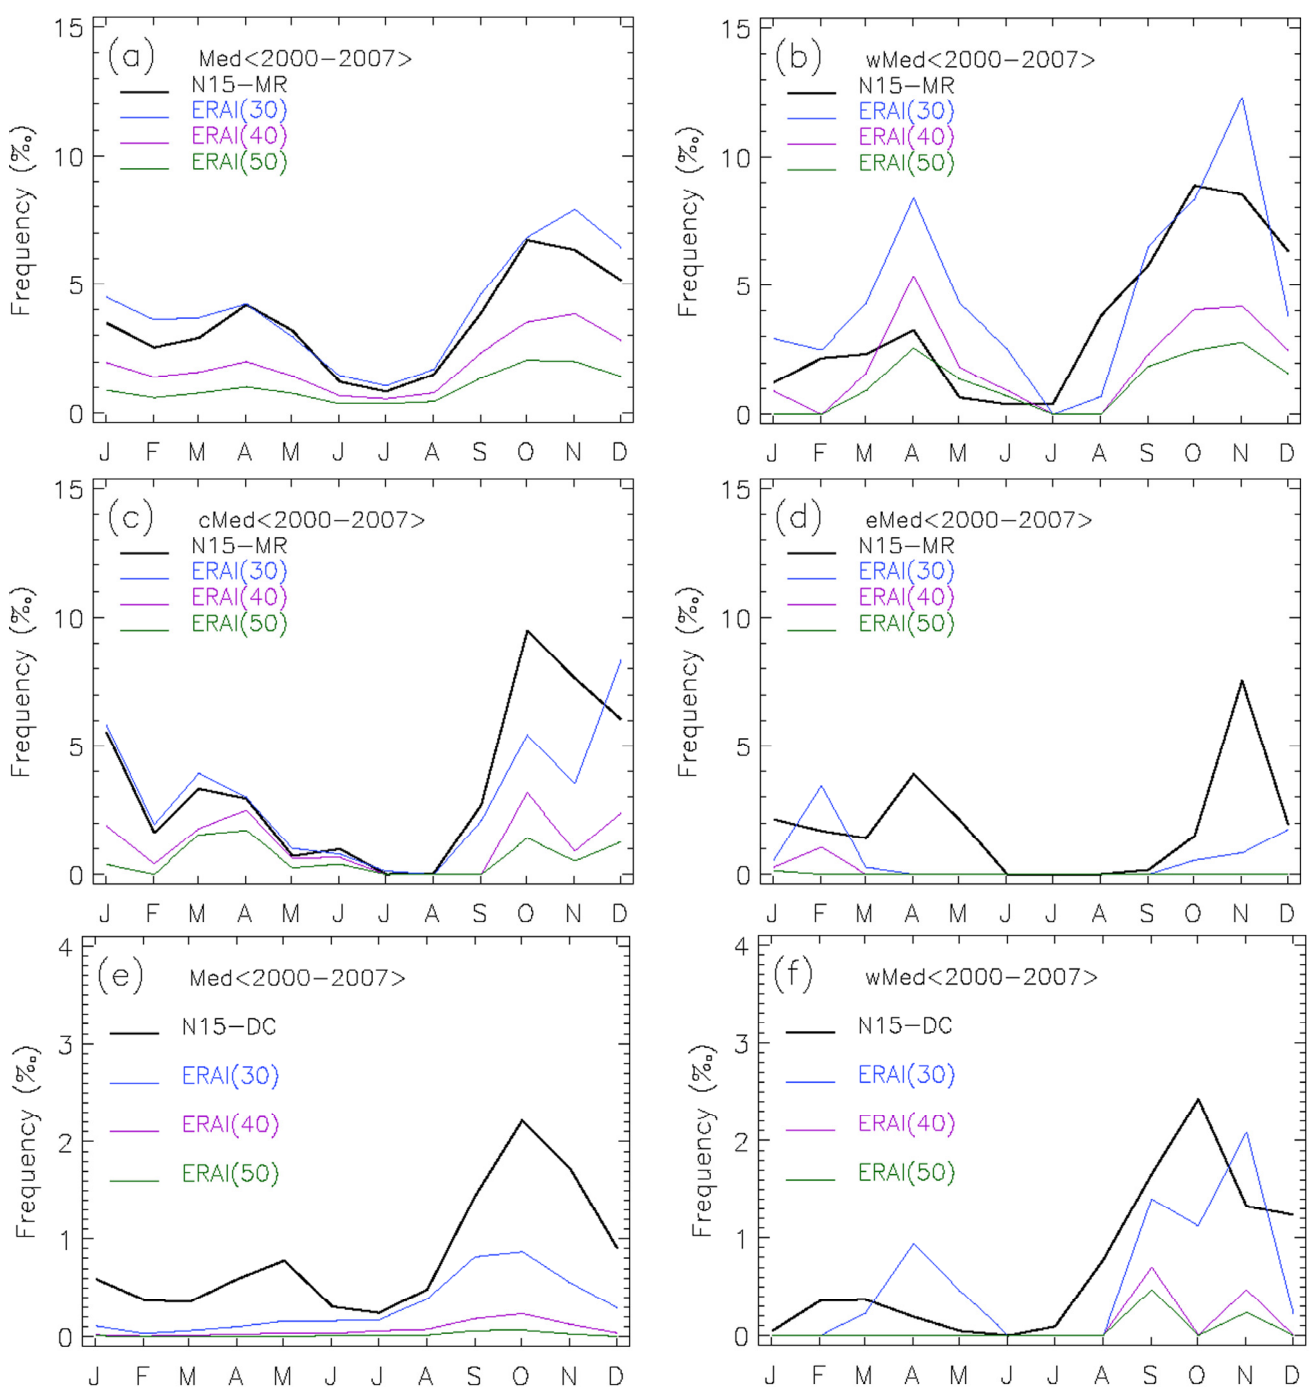 (a) Med<2000-2007>
N15-MR
ERAI(30)
ERAI(40)
ERAI(50)
Frequency (‰)
15
10
5
0
J F M A M J J A S O N D
(b) wMed<2000-2007>
N15-MR
ERAI(30)
ERAI(40)
ERAI(50)
Frequency (‰)
15
10
5
0
J F M A M J J A S O N D
(c) cMed<2000-2007>
N15-MR
ERAI(30)
ERAI(40)
ERAI(50)
Frequency (‰)
15
10
5
0
J F M A M J J A S O N D
(d) eMed<2000-2007>
N15-MR
ERAI(30)
ERAI(40)
ERAI(50)
Frequency (‰)
15
10
5
0
J F M A M J J A S O N D
(e) Med<2000-2007>
N15-DC
ERAI(30)
ERAI(40)
ERAI(50)
Frequency (‰)
4
3
2
1
0
J F M A M J J A S O N D
(f) wMed<2000-2007>
N15-DC
ERAI(30)
ERAI(40)
ERAI(50)
Frequency (‰)
4
3
2
1
0
J F M A M J J A S O N D